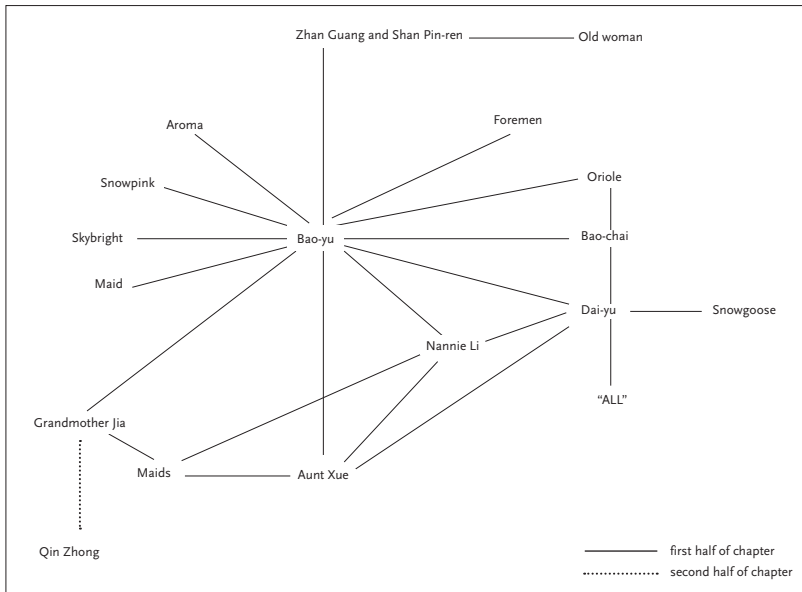 Zhan Guang and Shan Pin-ren
Old woman
Aroma
Foremen
Snowpink
Oriole
Skybright
Bao-yu
Bao-chai
Maid
Dai-yu
Snowgoose
Nannie Li
"ALL"
Grandmother Jia
Maids
Aunt Xue
Qin Zhong
first half of chapter
second half of chapter